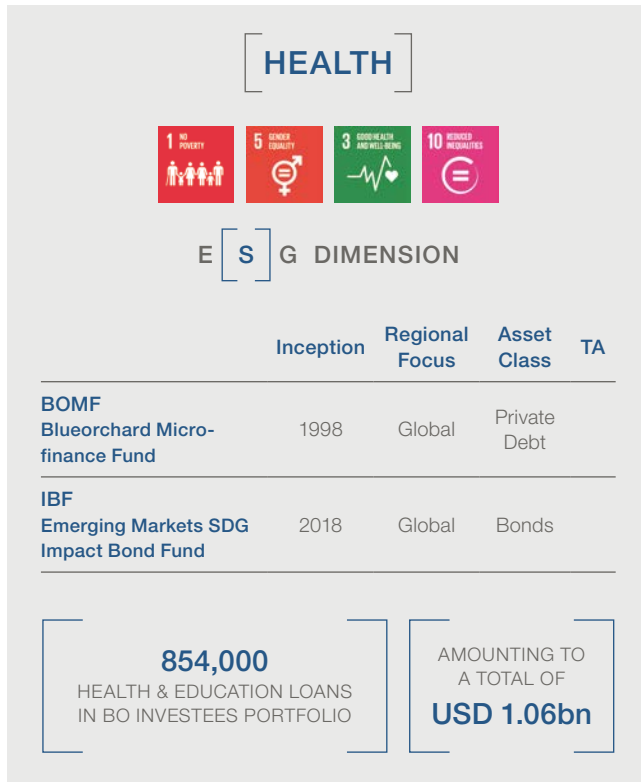 HEALTH
1 NO POVERTY
5 GENDER EQUALITY
3 GOOD HEALTH AND WELL-BEING
10 REDUCED INEQUALITIES
E [S] G DIMENSION
Inception Regional Focus Asset Class TA
BOMF
Blueorchard Micro-
finance Fund
1998 Global Private Debt
IBF
Emerging Markets SDG
Impact Bond Fund
2018 Global Bonds
854,000
HEALTH & EDUCATION LOANS
IN BO INVESTEES PORTFOLIO
AMOUNTING TO
A TOTAL OF
USD 1.06bn